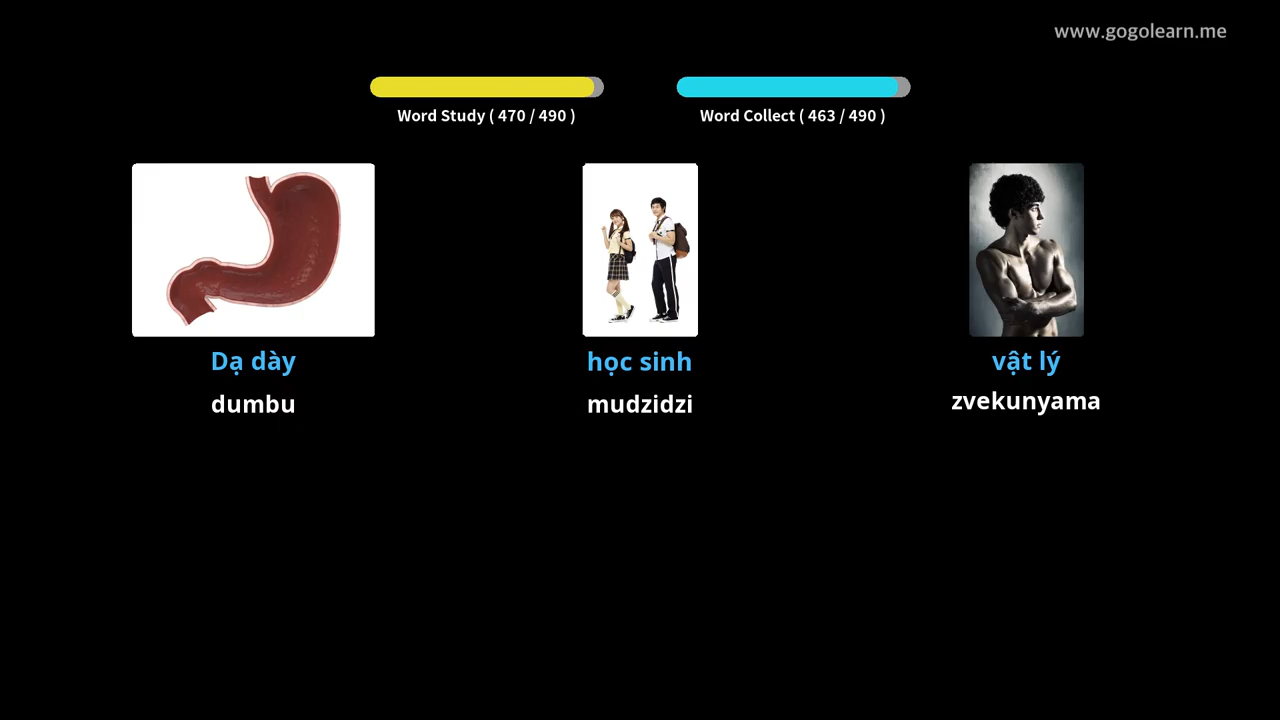 www.gogolearn.me
Word Study ( 470 / 490 )
Word Collect ( 463 / 490 )
Dạ dày
học sinh
vật lý
dumbu
mudzidzi
zvekunyama